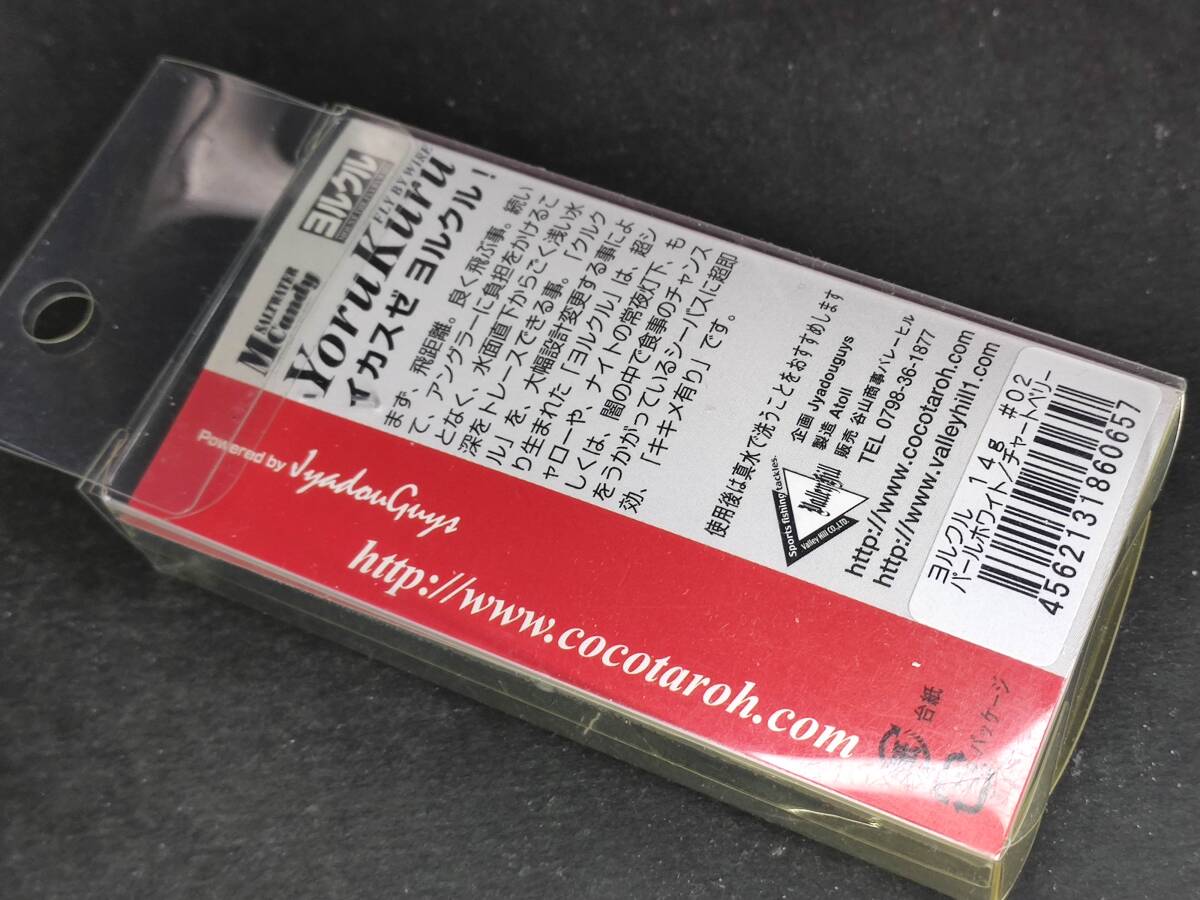 ヨルクル
SALTWATER
McCandy
FLY BY WIRE
YoruKuru
イカスゼ ヨルクル！
まず、飛距離。良く飛ぶ事。続い
て、アングラーに負担をかけるこ
となく、水面直下からごく浅い水
深をトレースできる事。「クルク
ル」を、大幅設計変更する事によ
り生まれた「ヨルクル」は、超シ
ャローや、ナイトの常夜灯下、も
しくは、闇の中で食事のチャンス
をうかがっているシーバスに超即
効、「キキメ有り」です。
使用後は真水で洗うことをおすすめします
Sports fishing tackles.
ValleyHill
Valley Hill CO.,LTD.
企画 Jyadouguys
製造 Atoll
販売 谷山商事バレーヒル
TEL 0798-36-1877
http://www.cocotaroh.com
http://www.valleyhill1.com
ヨルクル 14g #02
パールホワイト/チャートベリー
4562131860657
Powered by JyadouGuys
http://www.cocotaroh.com
台紙
パッケージ